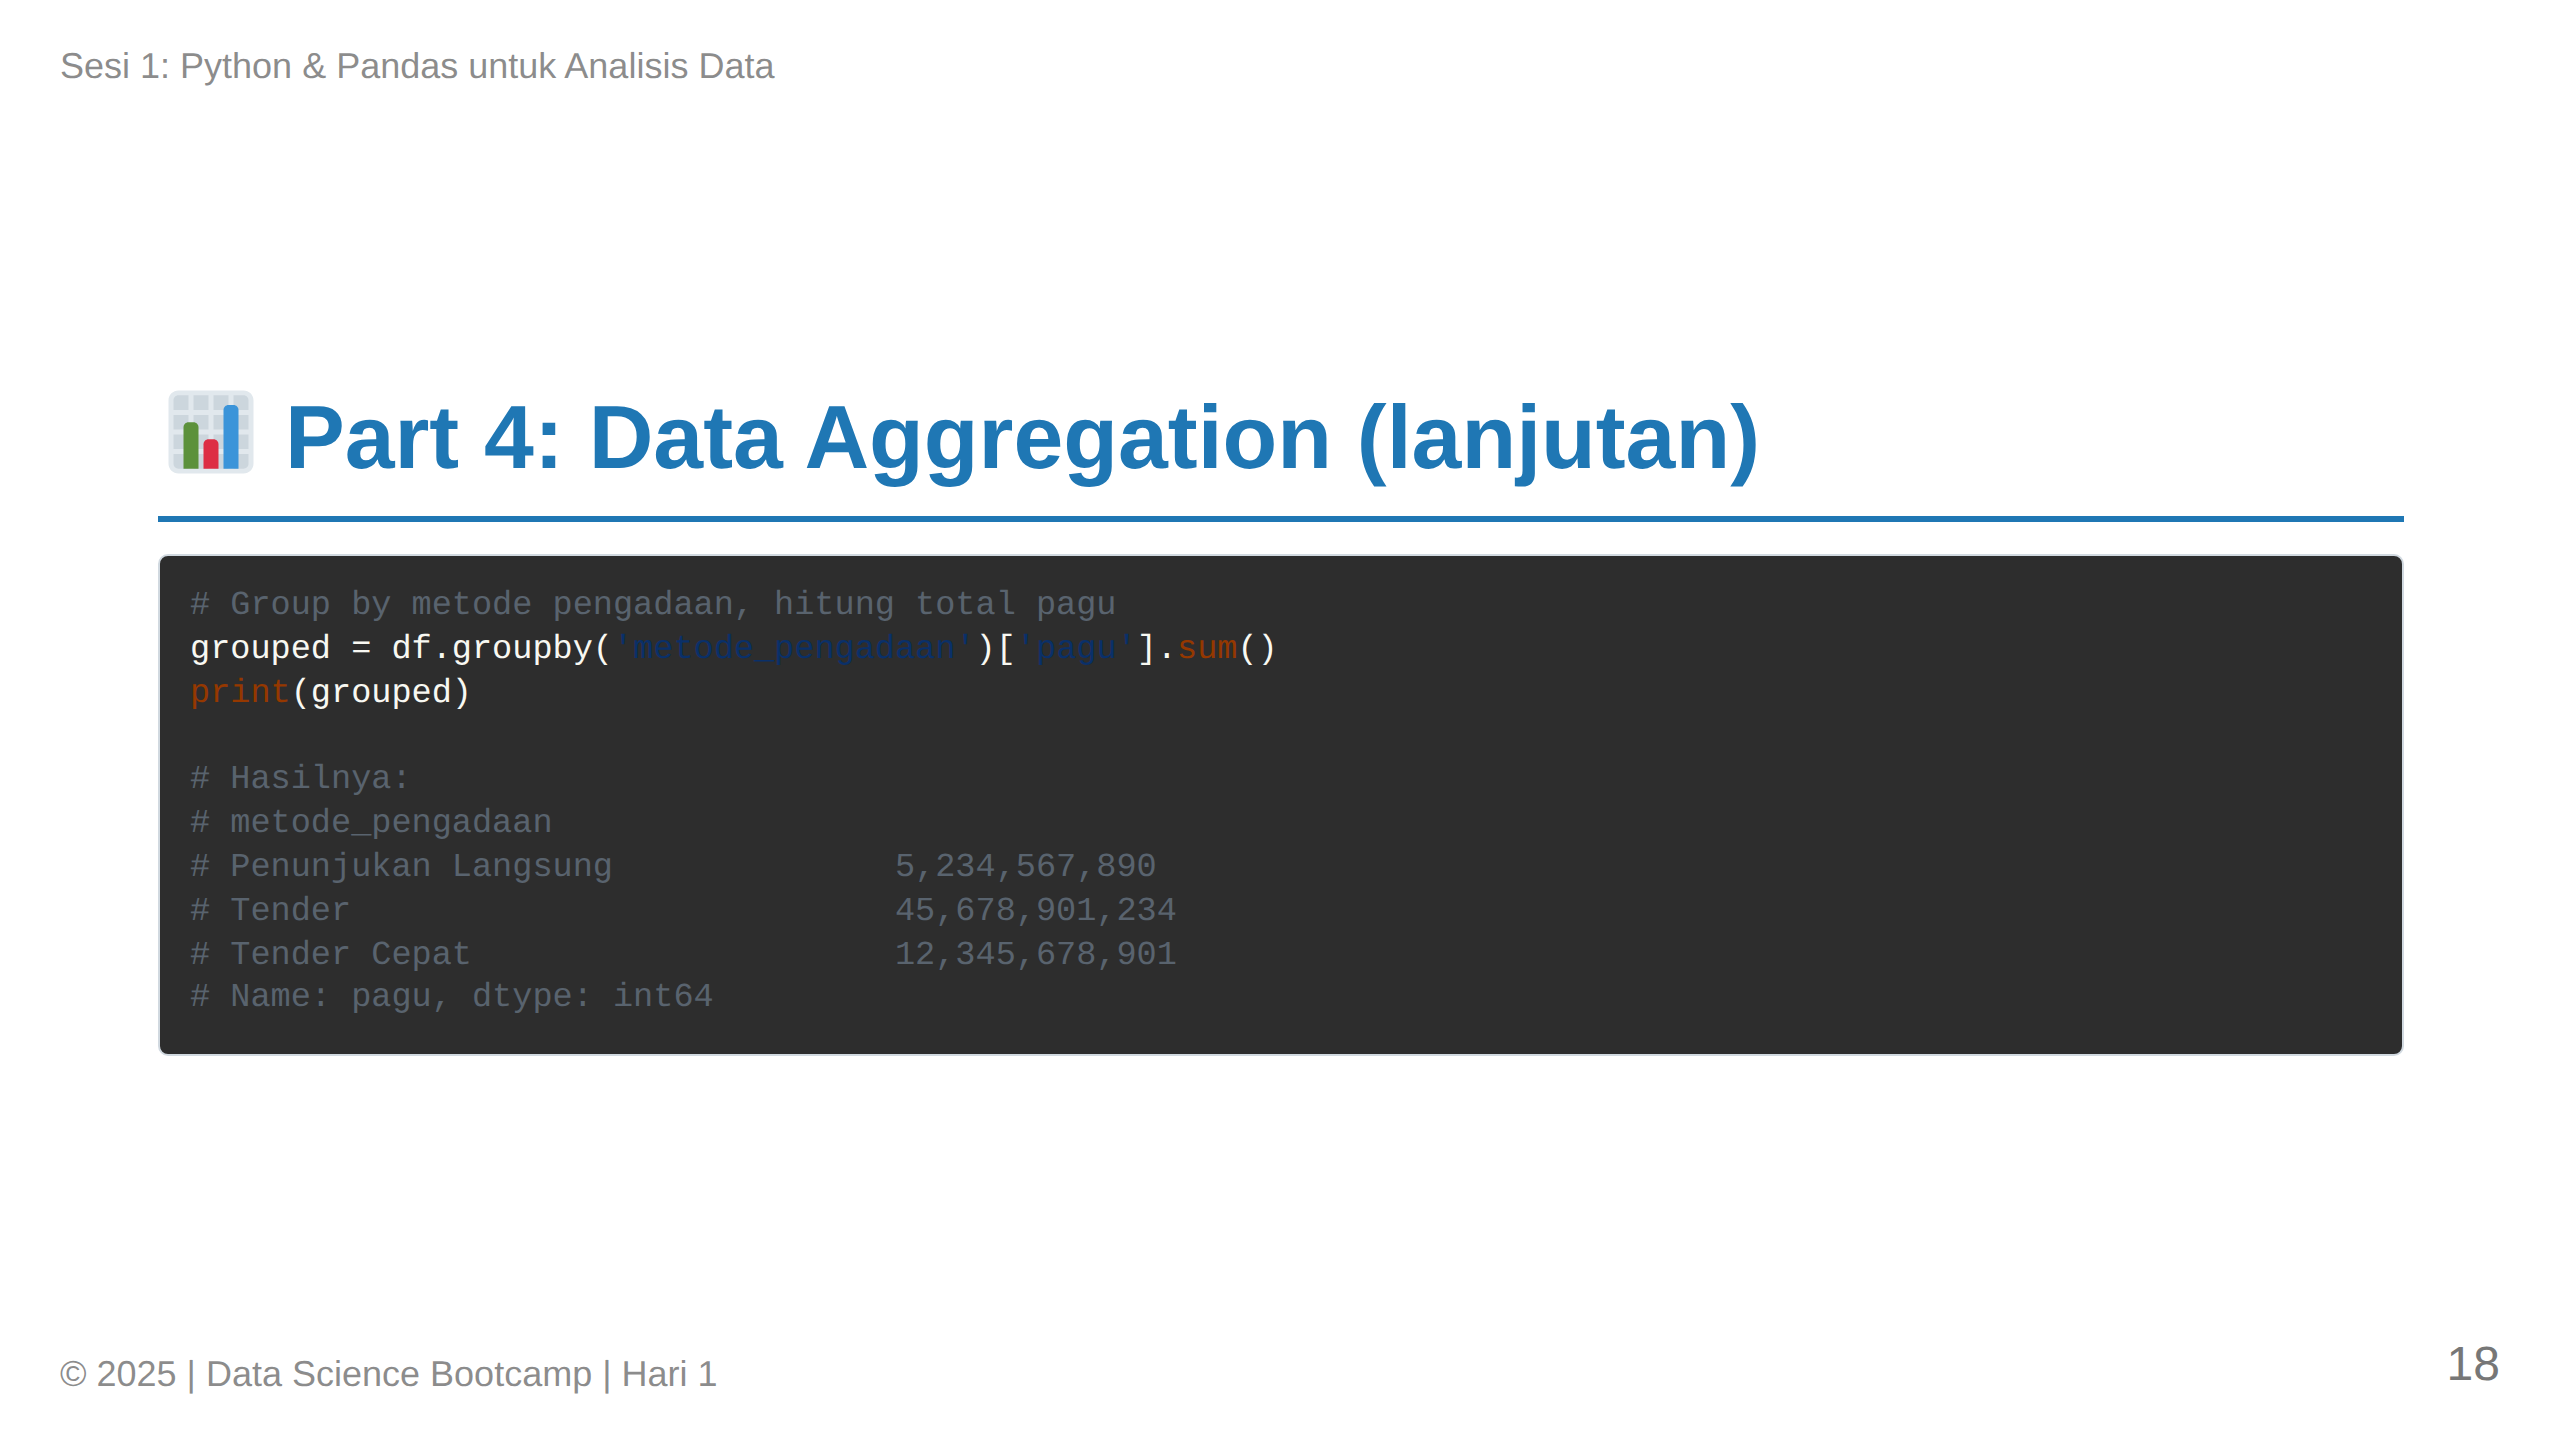 Sesi 1: Python & Pandas untuk Analisis Data
Part 4: Data Aggregation (lanjutan)
# Group by metode pengadaan, hitung total pagu
grouped = df.groupby('metode_pengadaan')['pagu'].sum()
print(grouped)
# Hasilnya:
# metode_pengadaan
# Penunjukan Langsung              5,234,567,890
# Tender                           45,678,901,234
# Tender Cepat                     12,345,678,901
# Name: pagu, dtype: int64
© 2025 | Data Science Bootcamp | Hari 1
18